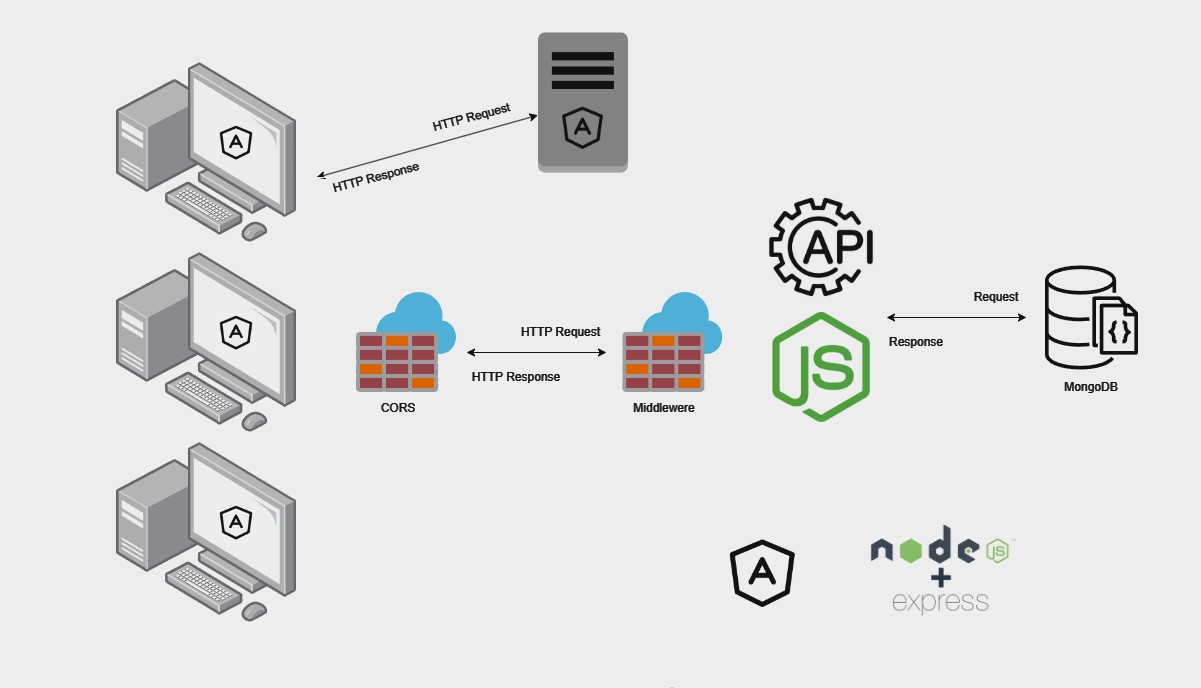 HTTP Request
HTTP Response
A
A
API
HTTP Request
HTTP Response
CORS
Middlewere
JS
Request
Response
MongoDB
A
A
A
node
JS
+
express